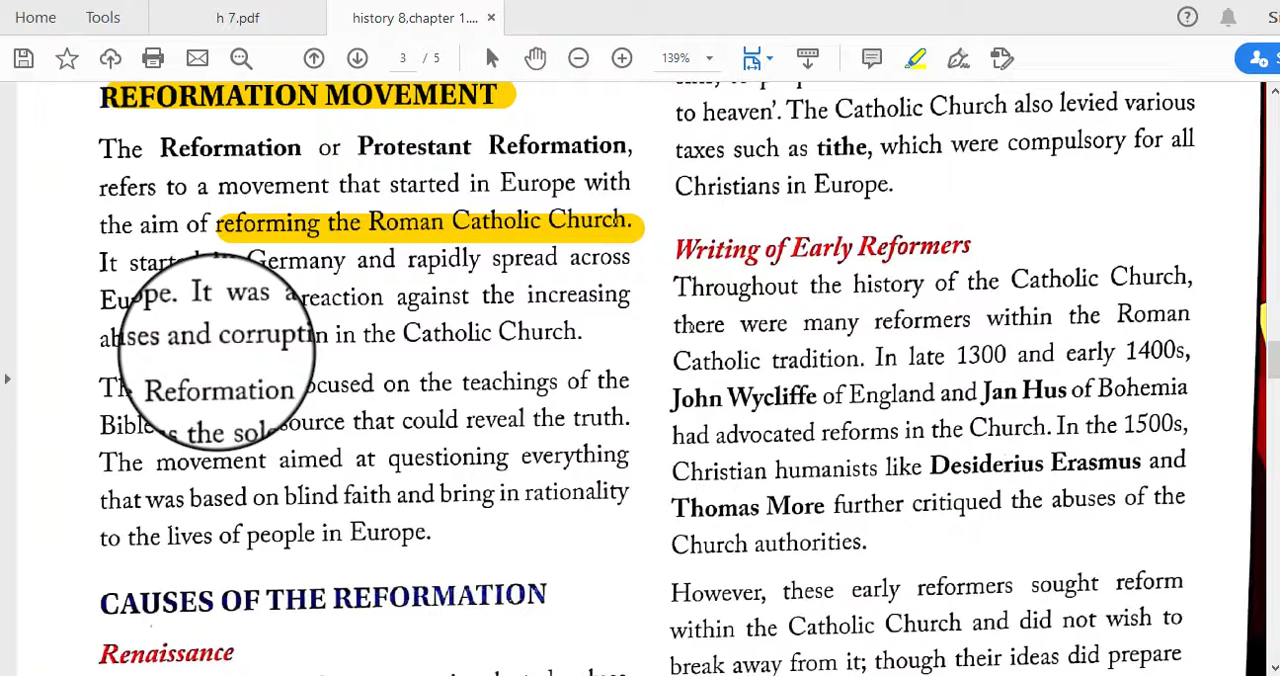 Home Tools h 7.pdf history 8,chapter 1.... ×
3 / 5 139%
REFORMATION MOVEMENT
The Reformation or Protestant Reformation,
refers to a movement that started in Europe with
the aim of reforming the Roman Catholic Church.
It Germany and rapidly spread across
Europe. It was a reaction against the increasing
abuses and corruptin in the Catholic Church.
Reformation focused on the teachings of the
the source that could reveal the truth.
The movement aimed at questioning everything
that was based on blind faith and bring in rationality
to the lives of people in Europe.
CAUSES OF THE REFORMATION
Renaissance
to heaven'. The Catholic Church also levied various
taxes such as tithe, which were compulsory for all
Christians in Europe.
Writing of Early Reformers
Throughout the history of the Catholic Church,
there were many reformers within the Roman
Catholic tradition. In late 1300 and early 1400s,
John Wycliffe of England and Jan Hus of Bohemia
had advocated reforms in the Church. In the 1500s,
Christian humanists like Desiderius Erasmus and
Thomas More further critiqued the abuses of the
Church authorities.
However, these early reformers sought reform
within the Catholic Church and did not wish to
break away from it; though their ideas did prepare